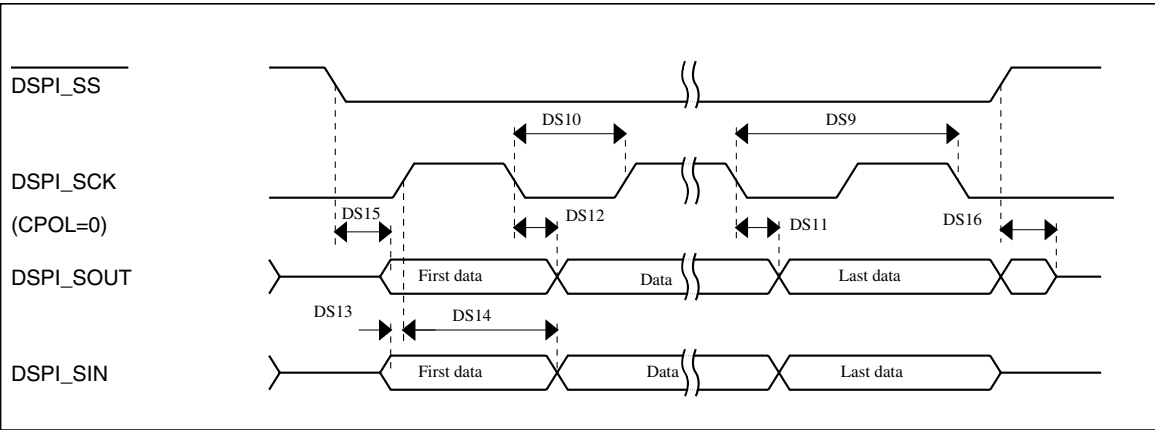 DSPI_SS
DS10
DS9
DSPI_SCK
(CPOL=0)
DS15
DS12
DS11
DS16
DSPI_SOUT
First data
Data
Last data
DS13
DS14
DSPI_SIN
First data
Data
Last data